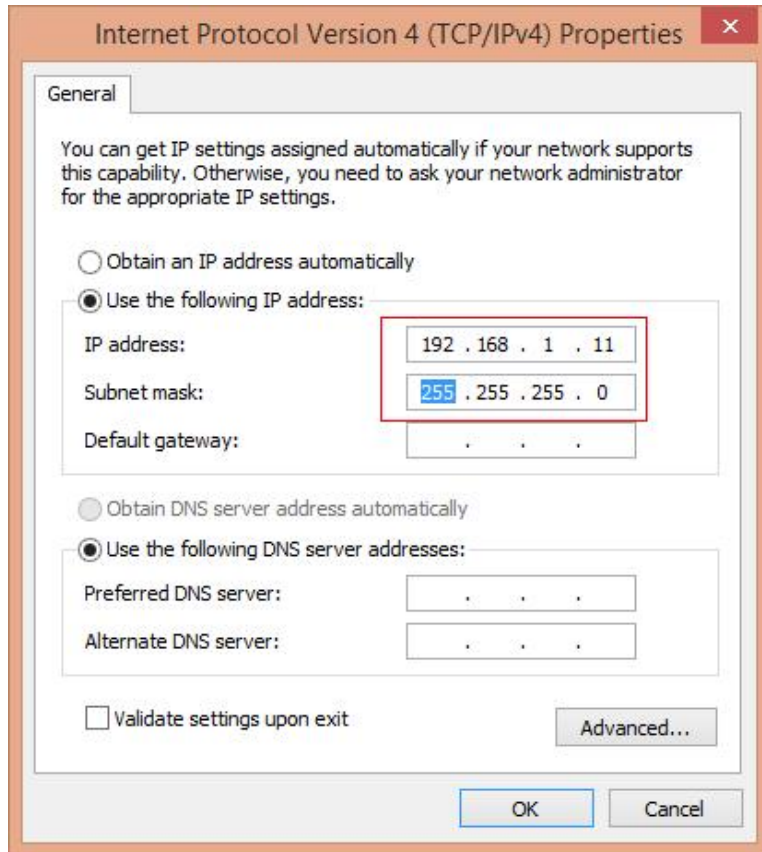 Internet Protocol Version 4 (TCP/IPv4) Properties
General
You can get IP settings assigned automatically if your network supports
this capability. Otherwise, you need to ask your network administrator
for the appropriate IP settings.
Obtain an IP address automatically
Use the following IP address:
IP address: 192 . 168 . 1 . 11
Subnet mask: 255 . 255 . 255 . 0
Default gateway: . . .
Obtain DNS server address automatically
Use the following DNS server addresses:
Preferred DNS server: . . .
Alternate DNS server: . . .
Validate settings upon exit
Advanced...
OK Cancel